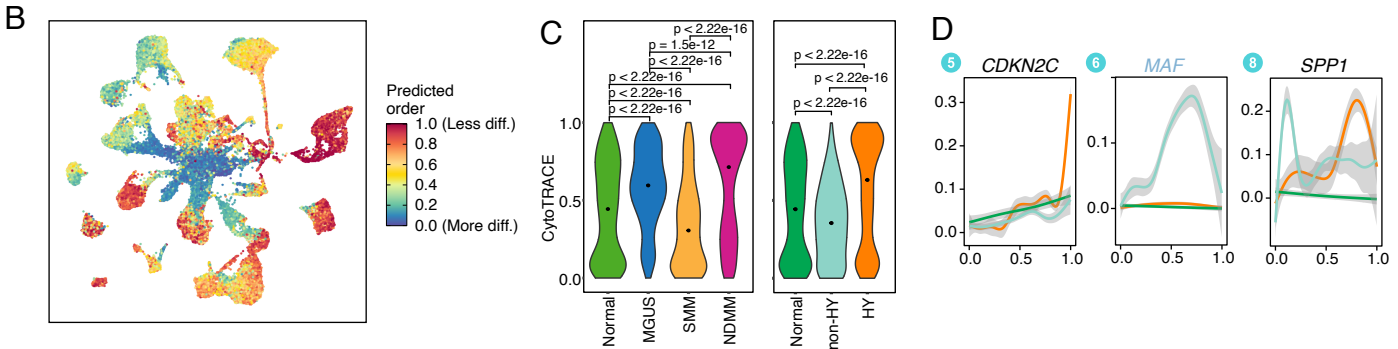 B
Predicted
order
1.0 (Less diff.)
0.8
0.6
0.4
0.2
0.0 (More diff.)
C
p < 2.22e-16
p = 1.5e-12
p < 2.22e-16
p < 2.22e-16
p < 2.22e-16
p < 2.22e-16
CytoTRACE
1.0
0.5
0.0
Normal
MGUS
SMM
NDMM
p < 2.22e-16
p < 2.22e-16
p < 2.22e-16
Normal
non-HY
HY
D
5 CDKN2C
0.3
0.2
0.1
0.0
0.0 0.5 1.0
6 MAF
0.1
0.0
0.0 0.5 1.0
8 SPP1
0.2
0.1
0.0
0.0 0.5 1.0